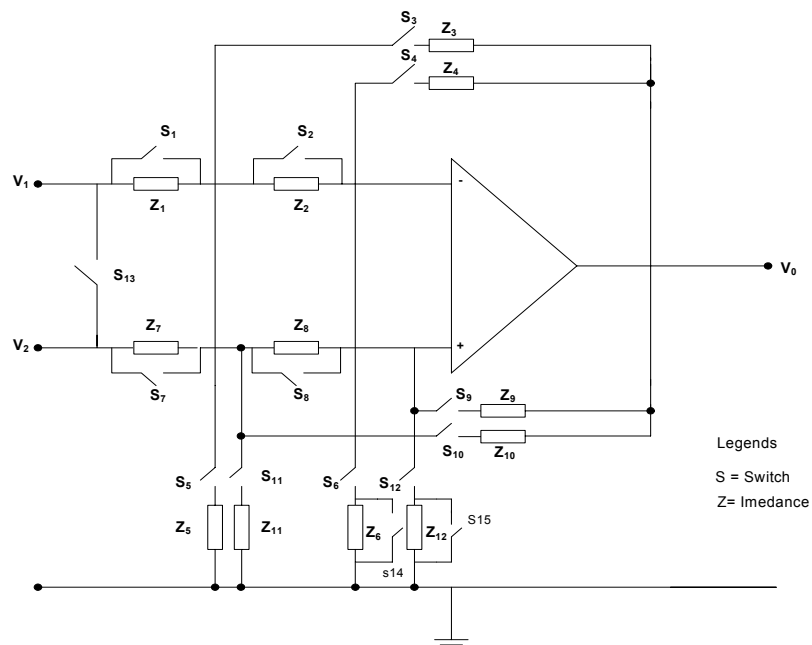 S3
Z3
S4
Z4
S1
S2
V1
Z1
Z2
-
S13
V0
V2
Z7
Z8
+
S7
S8
S9
Z9
S10
Z10
Legends
S = Switch
Z= Imedance
S5
S11
S6
S12
Z5
Z11
Z6
Z12
S15
s14